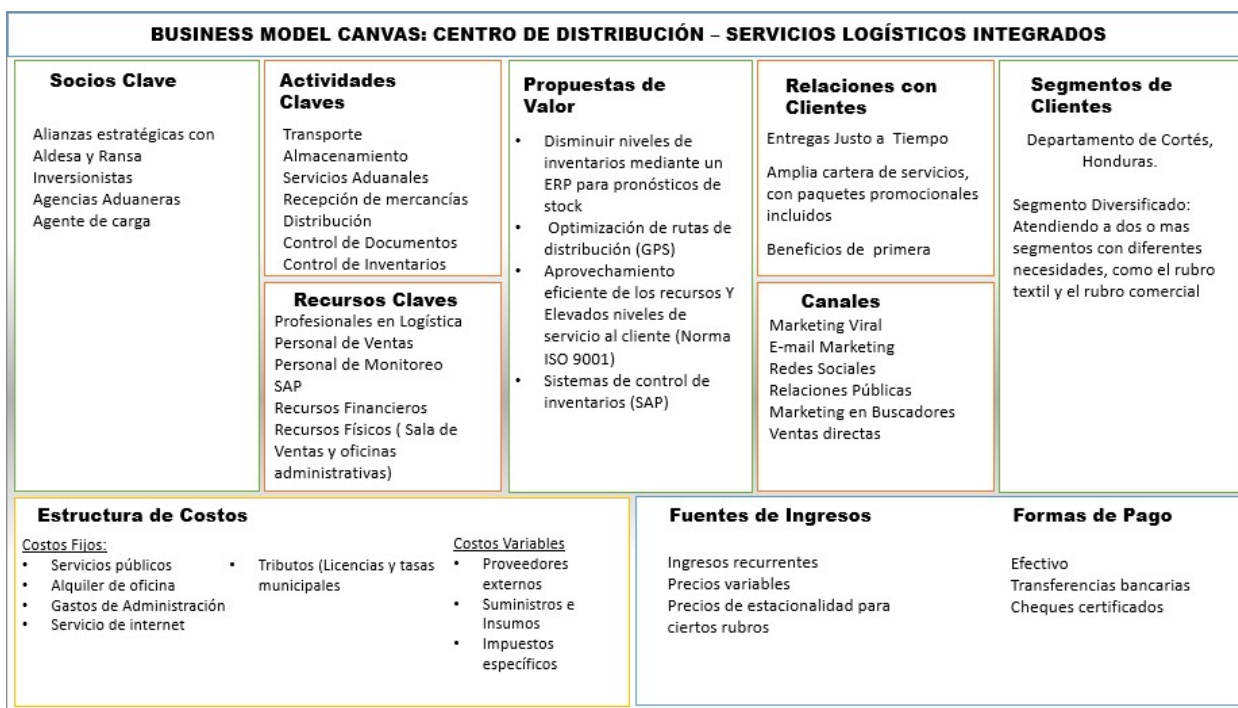 BUSINESS MODEL CANVAS: CENTRO DE DISTRIBUCIÓN – SERVICIOS LOGÍSTICOS INTEGRADOS
Socios Clave
Alianzas estratégicas con
Aldesa y Ransa
Inversionistas
Agencias Aduaneras
Agente de carga
Actividades
Claves
Transporte
Almacenamiento
Servicios Aduanales
Recepción de mercancías
Distribución
Control de Documentos
Control de Inventarios
Recursos Claves
Profesionales en Logística
Personal de Ventas
Personal de Monitoreo
SAP
Recursos Financieros
Recursos Físicos ( Sala de
Ventas y oficinas
administrativas)
Propuestas de
Valor
• Disminuir niveles de
inventarios mediante un
ERP para pronósticos de
stock
• Optimización de rutas de
distribución (GPS)
• Aprovechamiento
eficiente de los recursos Y
Elevados niveles de
servicio al cliente (Norma
ISO 9001)
• Sistemas de control de
inventarios (SAP)
Relaciones con
Clientes
Entregas Justo a Tiempo
Amplia cartera de servicios,
con paquetes promocionales
incluidos
Beneficios de primera
Canales
Marketing Viral
E-mail Marketing
Redes Sociales
Relaciones Públicas
Marketing en Buscadores
Ventas directas
Segmentos de
Clientes
Departamento de Cortés,
Honduras.
Segmento Diversificado:
Atendiendo a dos o mas
segmentos con diferentes
necesidades, como el rubro
textil y el rubro comercial
Estructura de Costos
Costos Fijos:
• Servicios públicos
• Alquiler de oficina
• Gastos de Administración
• Servicio de internet
• Tributos (Licencias y tasas
municipales
Costos Variables
• Proveedores
externos
• Suministros e
Insumos
• Impuestos
específicos
Fuentes de Ingresos
Ingresos recurrentes
Precios variables
Precios de estacionalidad para
ciertos rubros
Formas de Pago
Efectivo
Transferencias bancarias
Cheques certificados